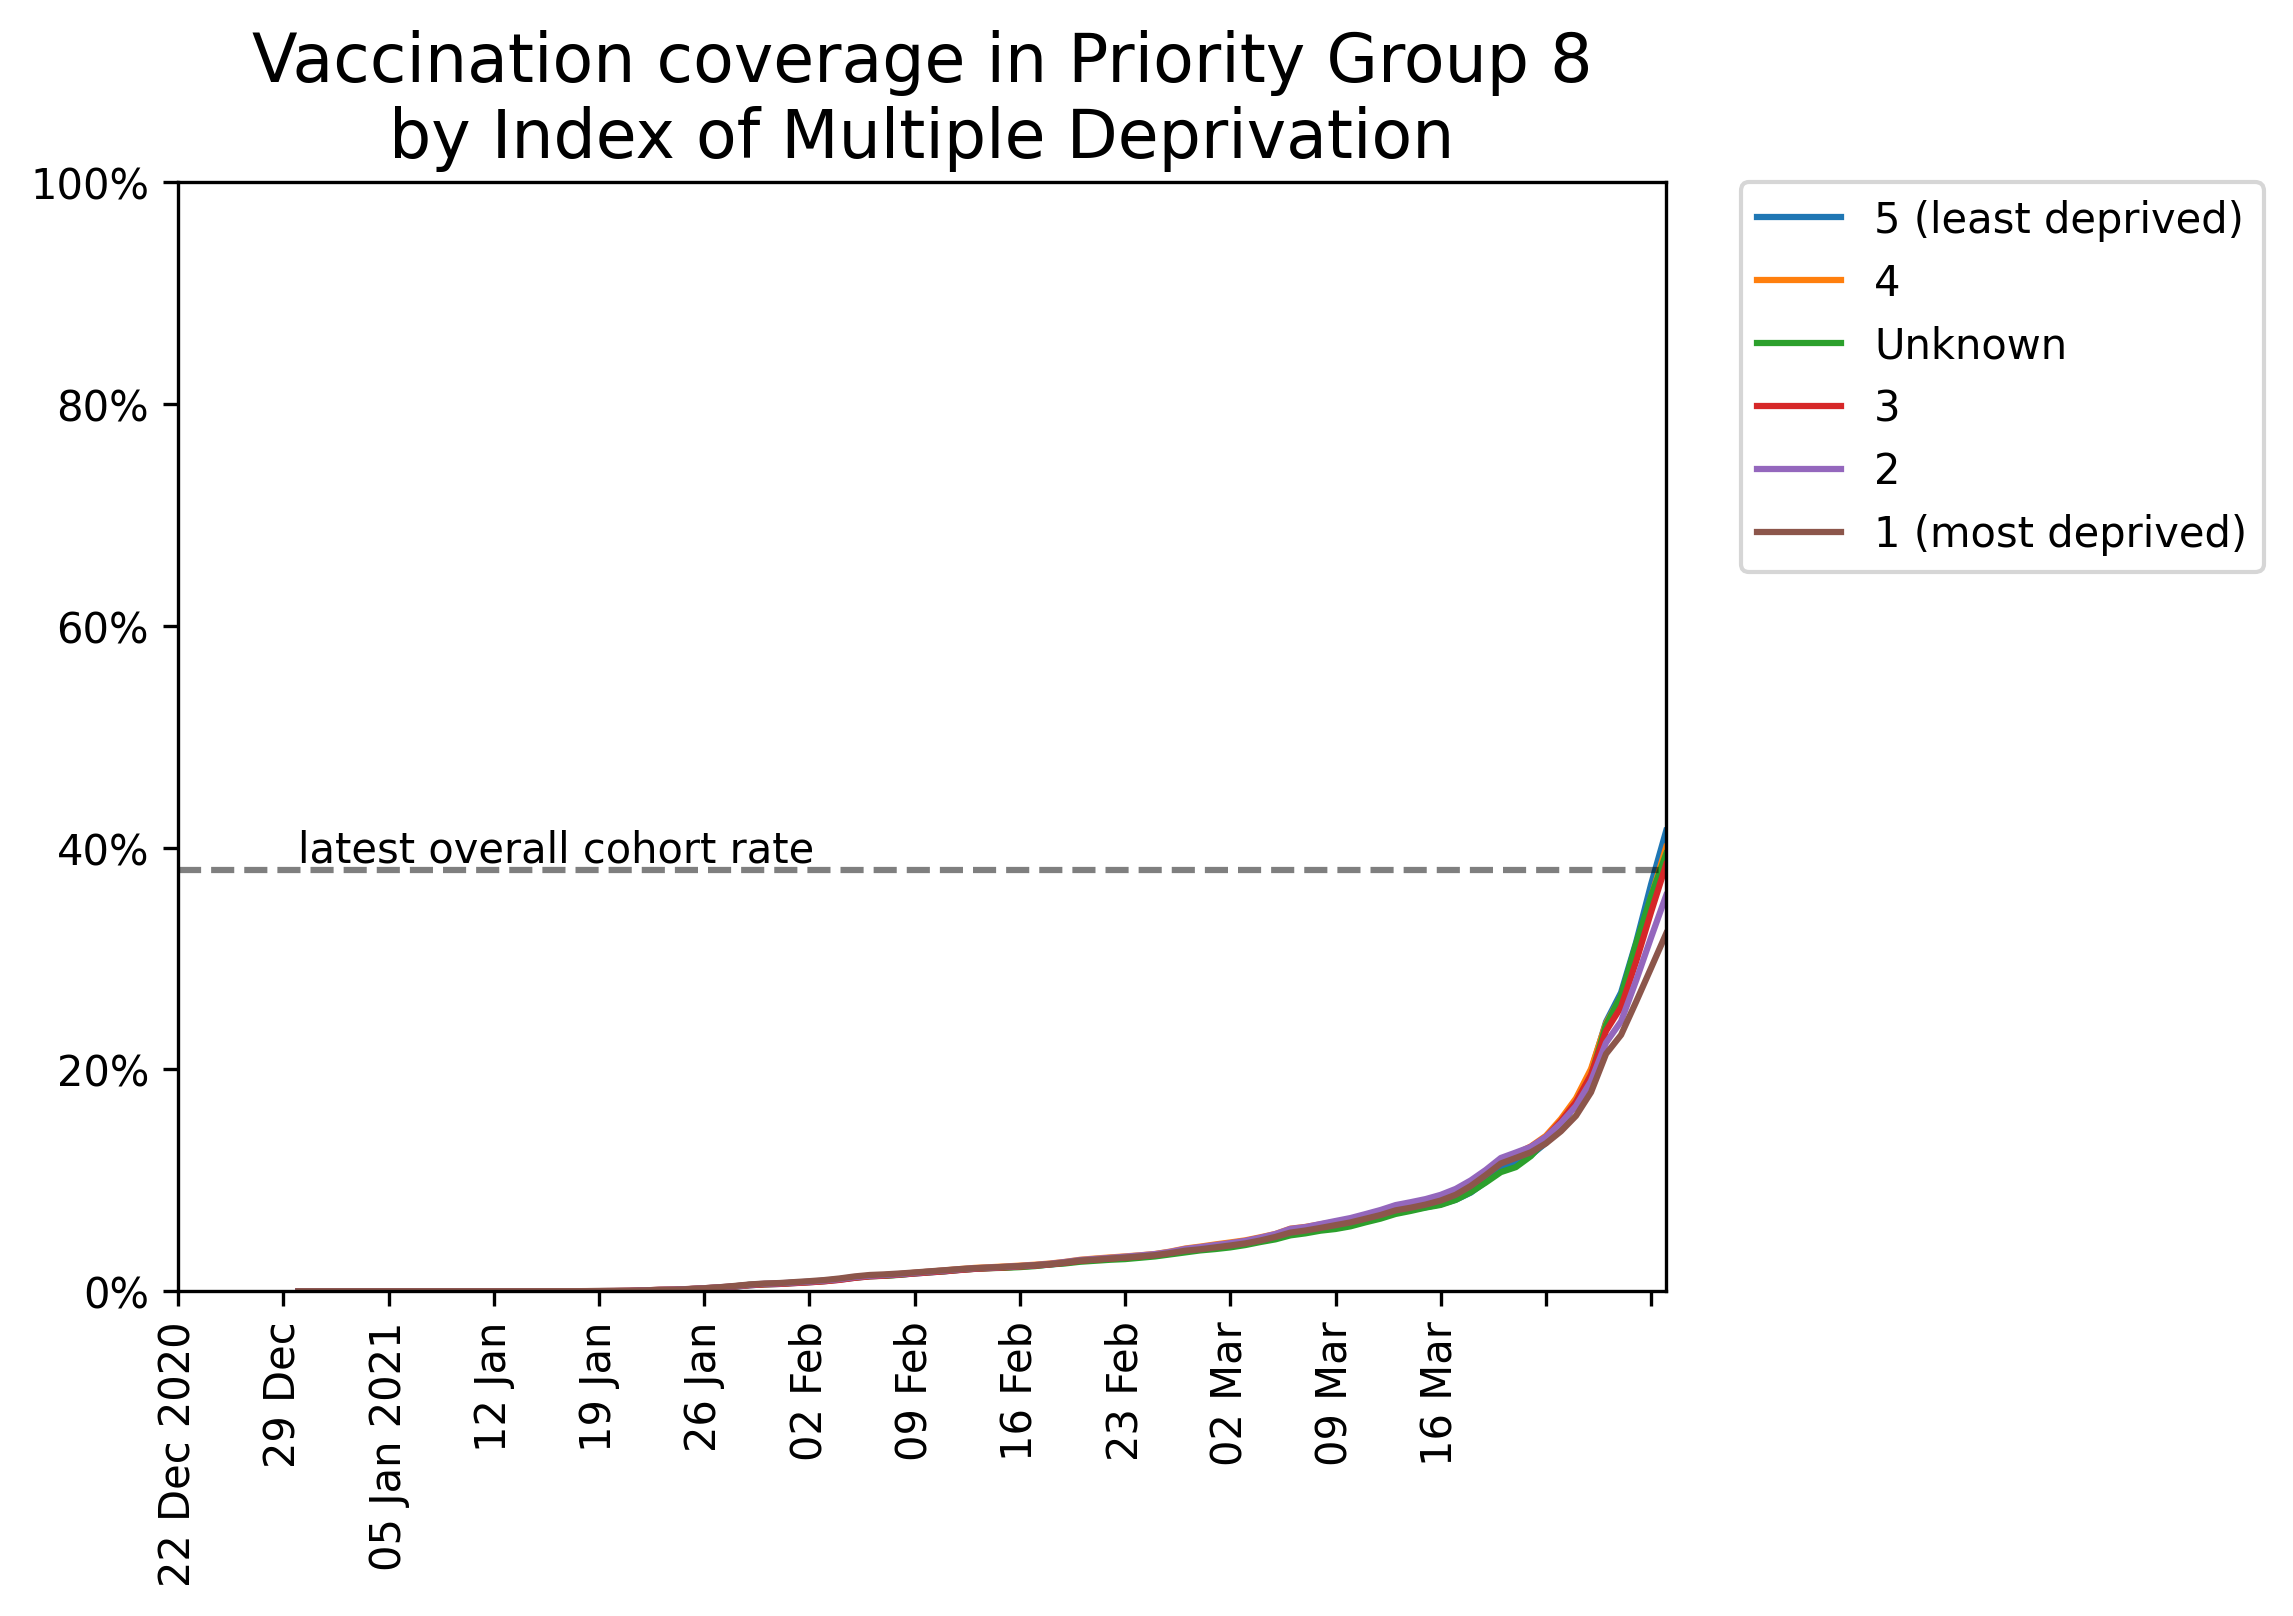 Vaccination coverage in Priority Group 8
by Index of Multiple Deprivation
100%
80%
60%
40%
20%
0%
latest overall cohort rate
22 Dec 2020
29 Dec
05 Jan 2021
12 Jan
19 Jan
26 Jan
02 Feb
09 Feb
16 Feb
23 Feb
02 Mar
09 Mar
16 Mar
5 (least deprived)
4
Unknown
3
2
1 (most deprived)